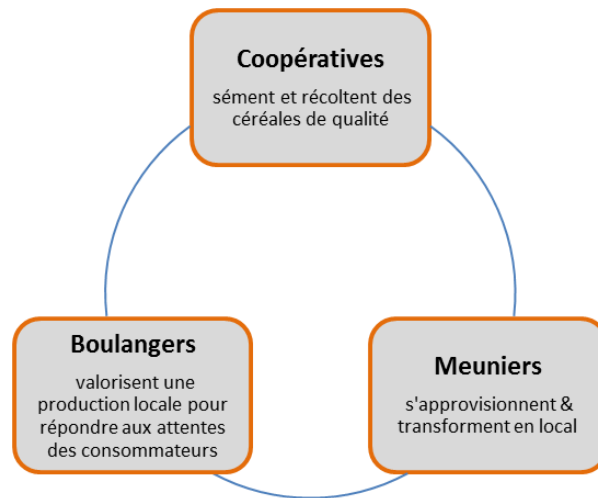 Coopératives
sément et récoltent des
céréales de qualité
Boulangers
valorisent une
production locale pour
répondre aux attentes
des consommateurs
Meuniers
s'approvisionnent &
transforment en local